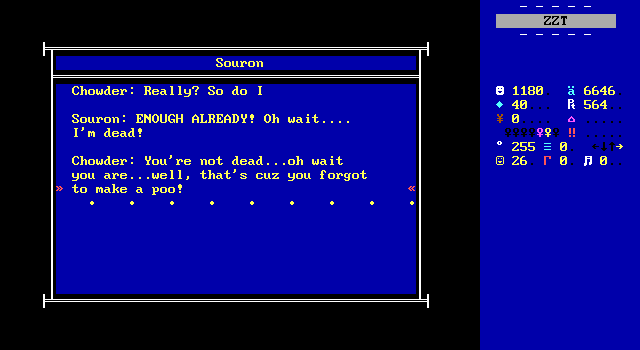 ZZT
Souron
Chowder: Really? So do I
Souron: ENOUGH ALREADY! Oh wait....
I'm dead!
Chowder: You're not dead...oh wait
you are...well, that's cuz you forgot
» to make a poo! «
1180 ä 6646
40 564
¥ 0
‼
° 255 ≡ 0 ←↓↑→
26 Γ 0 ♫ 0